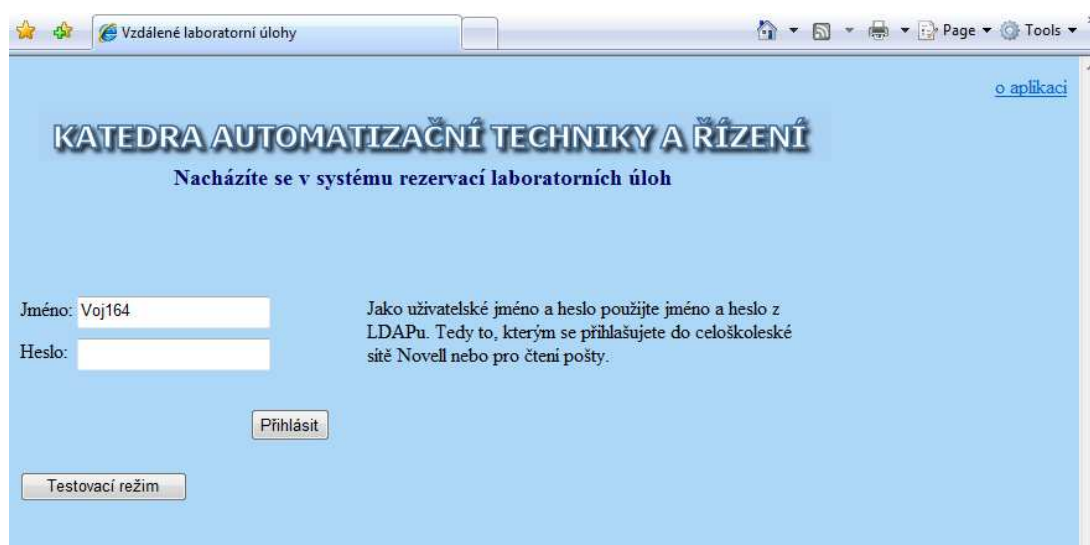 Vzdálené laboratorní úlohy
Page
Tools
o aplikaci
KATEDRA AUTOMATIZAČNÍ TECHNIKY A ŘÍZENÍ
Nacházíte se v systému rezervací laboratorních úloh
Jméno: Voj164
Jako uživatelské jméno a heslo použijte jméno a heslo z
LDAPu. Tedy to, kterým se přihlašujete do celoškoleské
Heslo:
sítě Novell nebo pro čtení pošty.
Přihlásit
Testovací režim